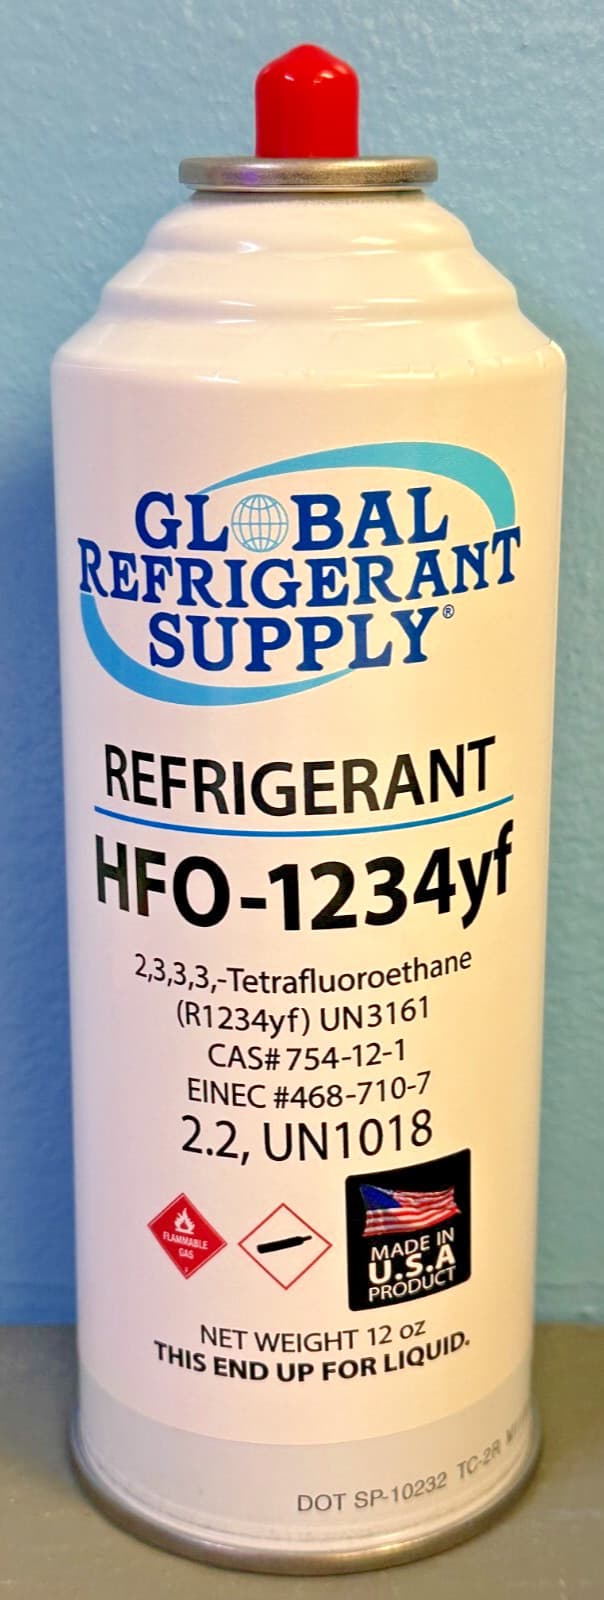 GLOBAL
REFRIGERANT
SUPPLY®
REFRIGERANT
HFO-1234yf
2,3,3,3,-Tetrafluoroethane
(R1234yf) UN3161
CAS# 754-12-1
EINEC #468-710-7
2.2, UN1018
FLAMMABLE
GAS
2
MADE IN
U.S.A
PRODUCT
NET WEIGHT 12 oz
THIS END UP FOR LIQUID.
DOT SP-10232 TC-2R